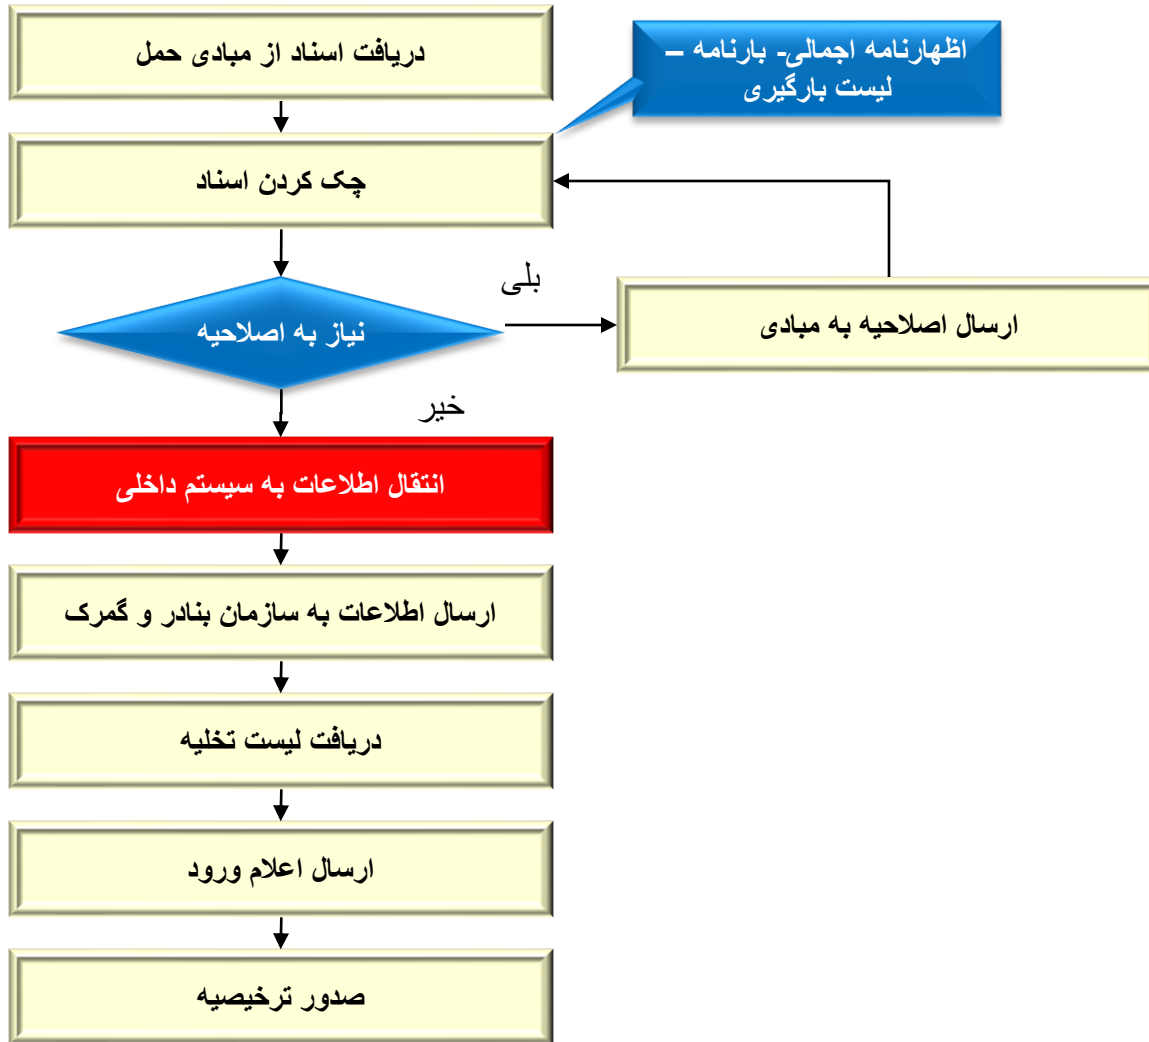 دریافت اسناد از مبادی حمل
اظهارنامه اجمالی- بارنامه –
لیست بارگیری
چک کردن اسناد
بلی
نیاز به اصلاحیه
ارسال اصلاحیه به مبادی
خیر
انتقال اطلاعات به سیستم داخلی
ارسال اطلاعات به سازمان بنادر و گمرک
دریافت لیست تخلیه
ارسال اعلام ورود
صدور ترخیصیه